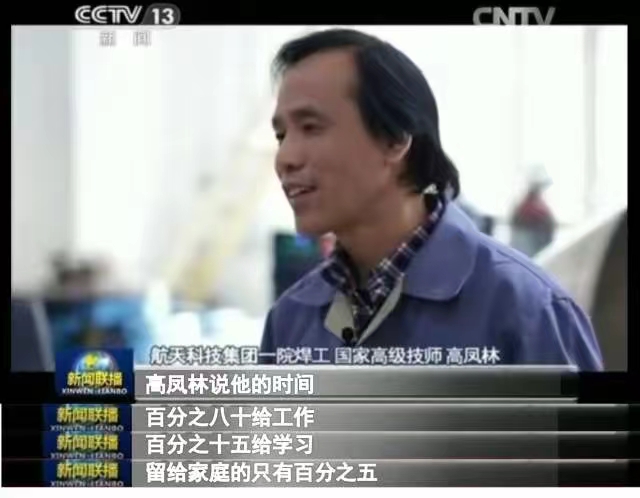 CCTV 13
新闻
CNTV
航天科技集团一院焊工 国家高级技师 高凤林
新闻联播
XINWEN-LIANBO
高凤林说他的时间
新闻联播
XINWEN-LIANBO
百分之八十给工作
新闻联播
XINWEN-LIANBO
百分之十五给学习
新闻联播
XINWEN-LIANBO
留给家庭的只有百分之五